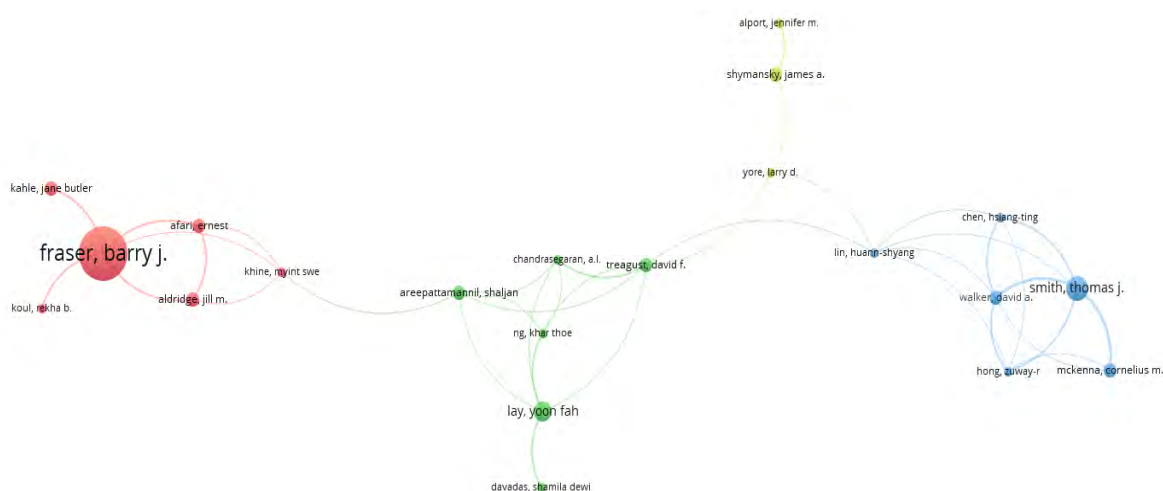 alport, jennifer m.
shymansky, james a.
yore, larry d.
kahle, jane butler
afari, ernest
fraser, barry j.
khine, myint swe
koul, rekha b.
aldridge, jill m.
chandrasegaran, a.l.
treagust, david f.
areepattamannil, shaljan
ng, khar thoe
lay, yoon fah
davadas, shamila dewi
chen, hsiang-ting
lin, huann-shyang
smith, thomas j.
walker, david a.
hong, zuway-r
mckenna, cornelius m.